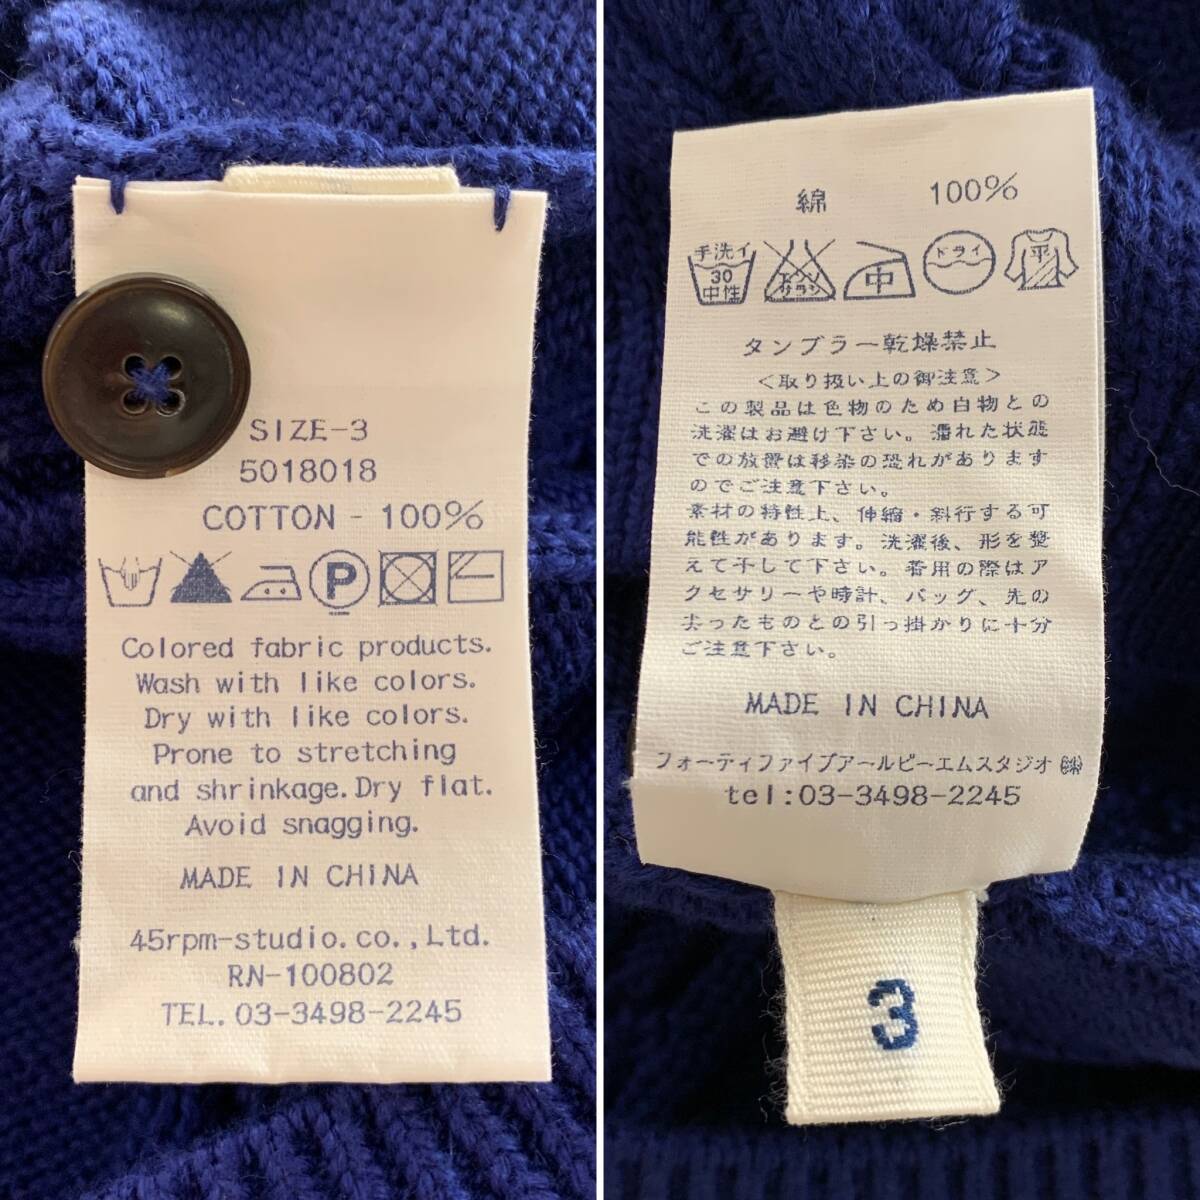 SIZE-3
5018018
COTTON - 100%
P
Colored fabric products.
Wash with like colors.
Dry with like colors.
Prone to stretching
and shrinkage. Dry flat.
Avoid snagging.
MADE IN CHINA
45rpm-studio.co.,Ltd.
RN-100802
TEL. 03-3498-2245
綿 100%
手洗イ
30
中性
エンソ
サラシ
中
ドライ
平
タンブラー乾燥禁止
<取り扱い上の御注意>
この製品は色物のため白物との
洗濯はお避け下さい。濡れた状態
での放置は移染の恐れがあります
のでご注意下さい。
素材の特性上、伸縮・斜行する可
能性があります。洗濯後、形を整
えて干して下さい。着用の際はア
クセサリーや時計、バッグ、先の
尖ったものとの引っ掛かりに十分
ご注意下さい。
MADE IN CHINA
フォーティファイブアールピーエムスタジオ㈱
tel:03-3498-2245
3